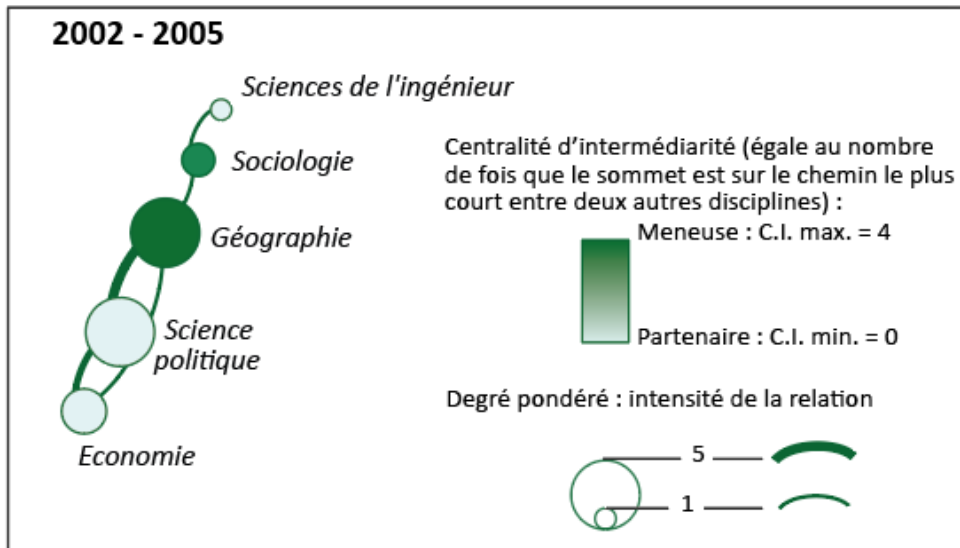 2002 - 2005
Sciences de l'ingénieur
Sociologie
Géographie
Science
politique
Economie
Centralité d’intermédiarité (égale au nombre
de fois que le sommet est sur le chemin le plus
court entre deux autres disciplines) :
Meneuse : C.I. max. = 4
Partenaire : C.I. min. = 0
Degré pondéré : intensité de la relation
5
1